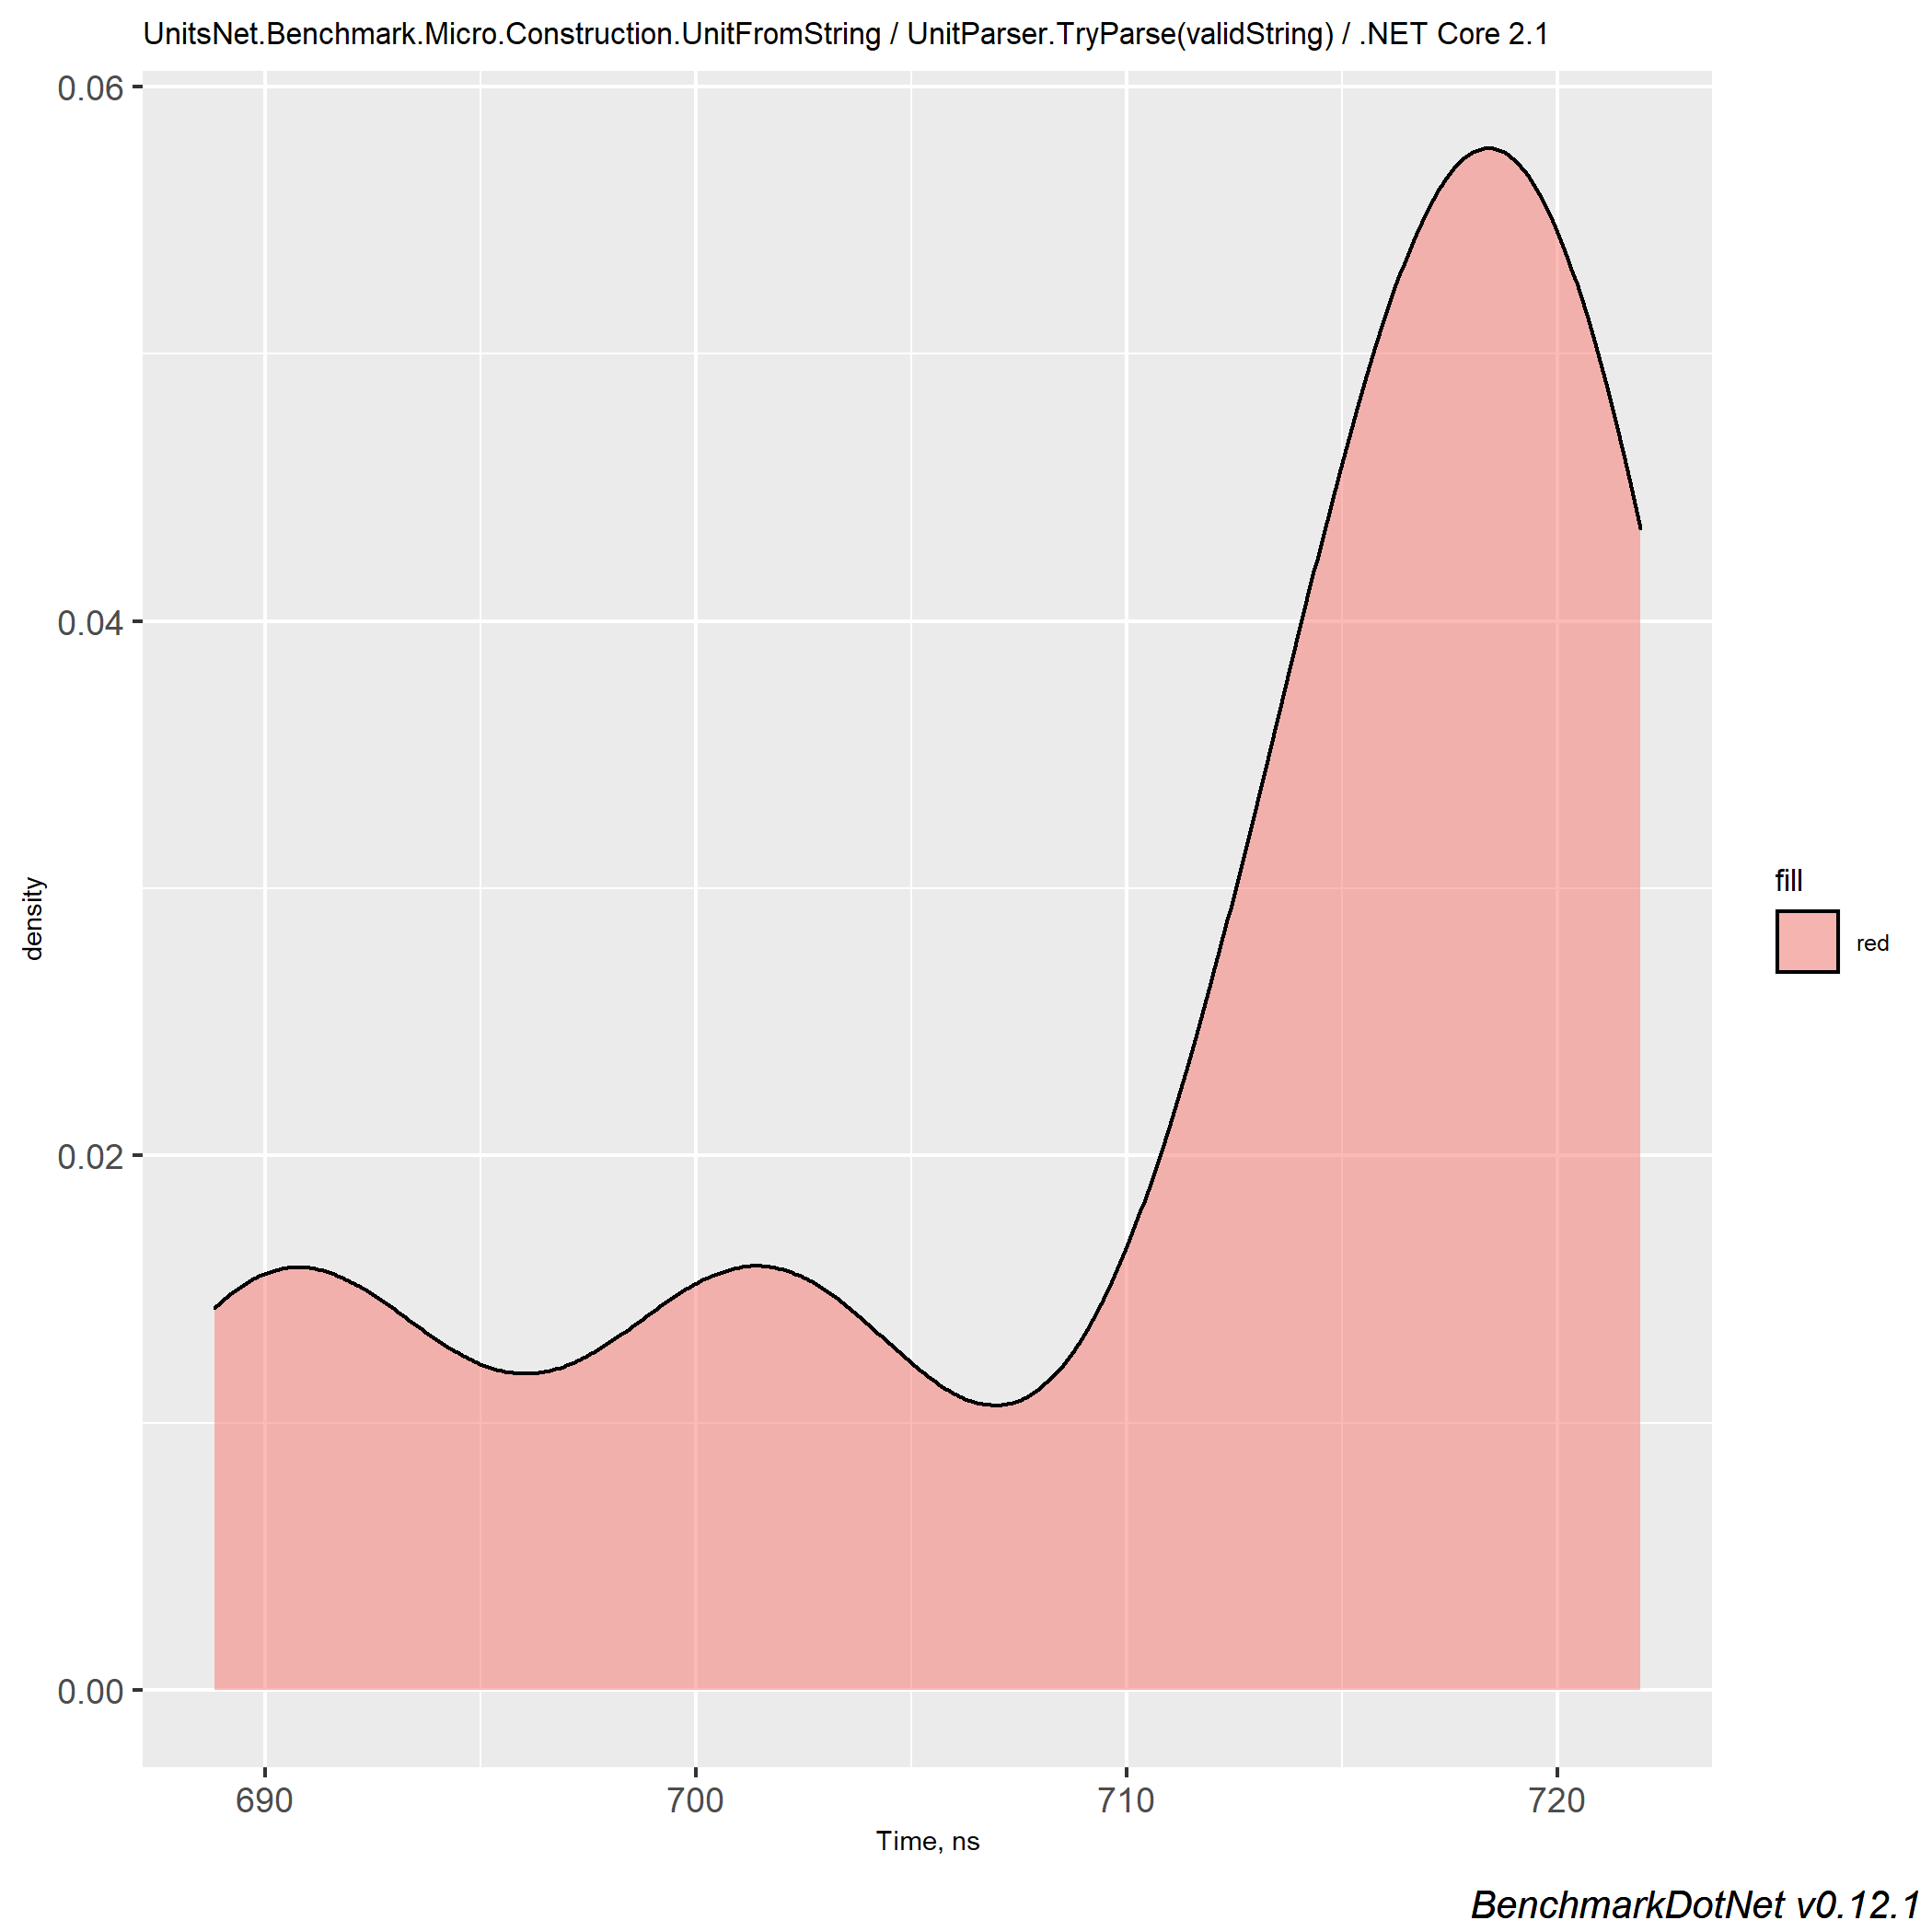 UnitsNet.Benchmark.Micro.Construction.UnitFromString / UnitParser.TryParse(validString) / .NET Core 2.1
0.06
0.04
0.02
0.00
density
690
700
710
720
Time, ns
fill
red
BenchmarkDotNet v0.12.1